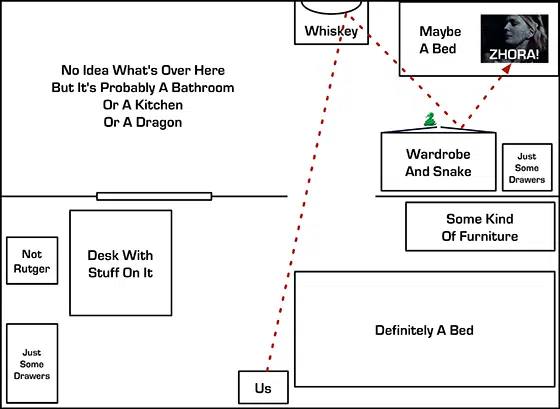 Whiskey
Maybe
A Bed
ZHORA!
No Idea What's Over Here
But It's Probably A Bathroom
Or A Kitchen
Or A Dragon
Wardrobe
And Snake
Just
Some
Drawers
Some Kind
Of Furniture
Not
Rutger
Desk With
Stuff On It
Definitely A Bed
Just
Some
Drawers
Us